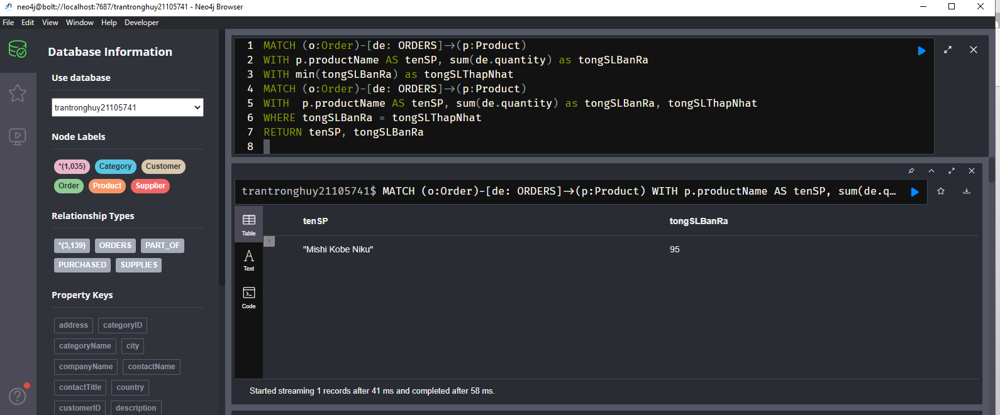 neo4j@bolt://localhost:7687/trantronghuy21105741 - Neo4j Browser
File Edit View Window Help Developer
Database Information
Use database
trantronghuy21105741
Node Labels
*(1,035) Category Customer
Order Product Supplier
Relationship Types
*(3,139) ORDERS PART_OF
PURCHASED SUPPLIES
Property Keys
address categoryID
categoryName city
companyName contactName
contactTitle country
customerID description
1 MATCH (o:Order)-[de: ORDERS]->(p:Product)
2 WITH p.productName AS tenSP, sum(de.quantity) as tongSLBanRa
3 WITH min(tongSLBanRa) as tongSLThapNhat
4 MATCH (o:Order)-[de: ORDERS]->(p:Product)
5 WITH  p.productName AS tenSP, sum(de.quantity) as tongSLBanRa, tongSLThapNhat
6 WHERE tongSLBanRa = tongSLThapNhat
7 RETURN tenSP, tongSLBanRa
8
trantronghuy21105741$ MATCH (o:Order)-[de: ORDERS]->(p:Product) WITH p.productName AS tenSP, sum(de.q…
Table
Text
Code
tenSP tongSLBanRa
1
"Mishi Kobe Niku" 95
Started streaming 1 records after 41 ms and completed after 58 ms.